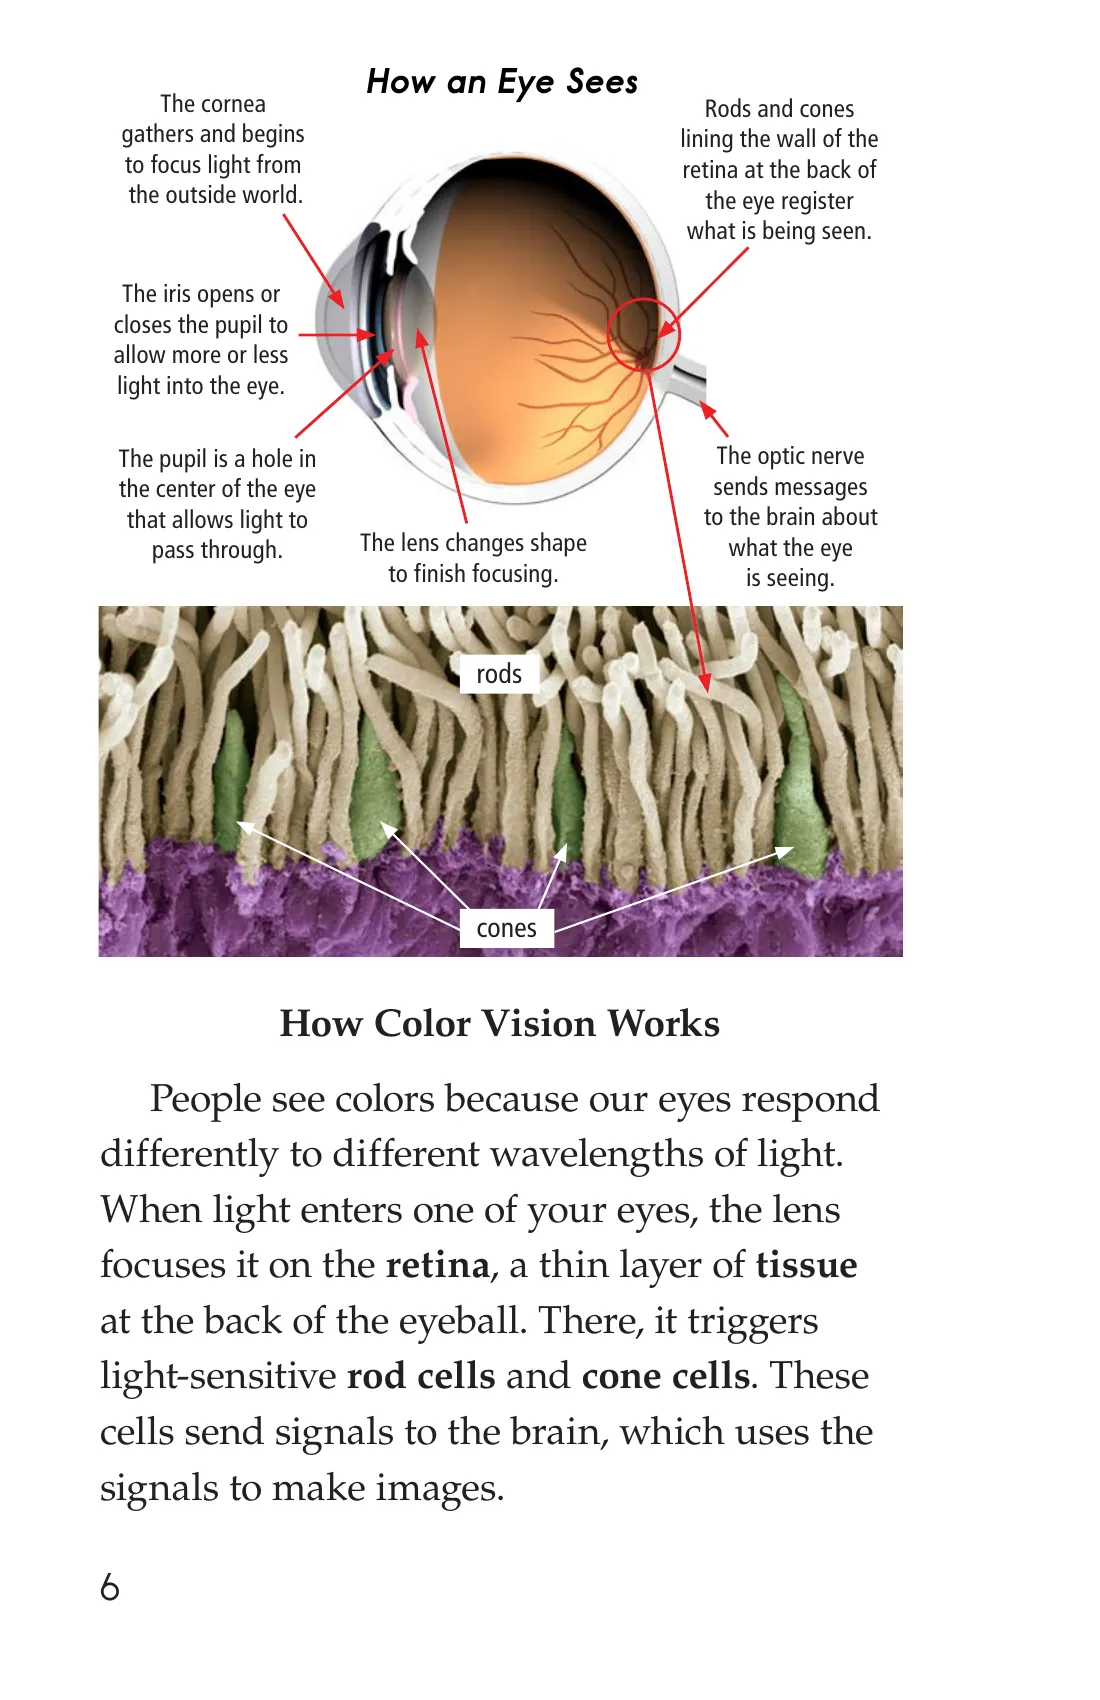 How an Eye Sees
The cornea
gathers and begins
to focus light from
the outside world.
Rods and cones
lining the wall of the
retina at the back of
the eye register
what is being seen.
The iris opens or
closes the pupil to
allow more or less
light into the eye.
The pupil is a hole in
the center of the eye
that allows light to
pass through.
The lens changes shape
to finish focusing.
The optic nerve
sends messages
to the brain about
what the eye
is seeing.
rods
cones
How Color Vision Works
People see colors because our eyes respond
differently to different wavelengths of light.
When light enters one of your eyes, the lens
focuses it on the retina, a thin layer of tissue
at the back of the eyeball. There, it triggers
light-sensitive rod cells and cone cells. These
cells send signals to the brain, which uses the
signals to make images.
6